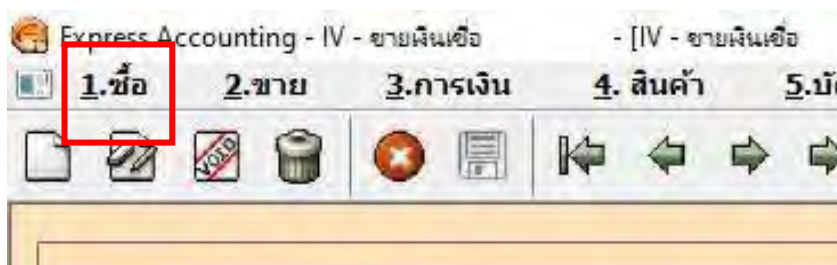 Express Accounting - IV - ขายเงินเชื่อ - [IV - ขายเงินเชื่อ
1.ซื้อ 2.ขาย 3.การเงิน 4. สินค้า
VOID